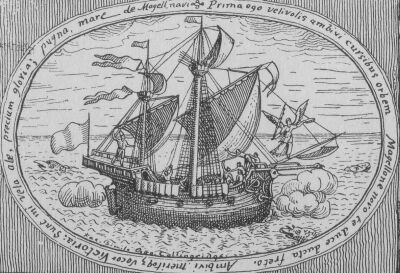 Prima ego velivolis ambivi cursibus orbem Magellane novo te duce ducta freto. Ambivi, meritoq; vocor Victoria: Sunt mi vela alæ precium, gloria; pugna, mare